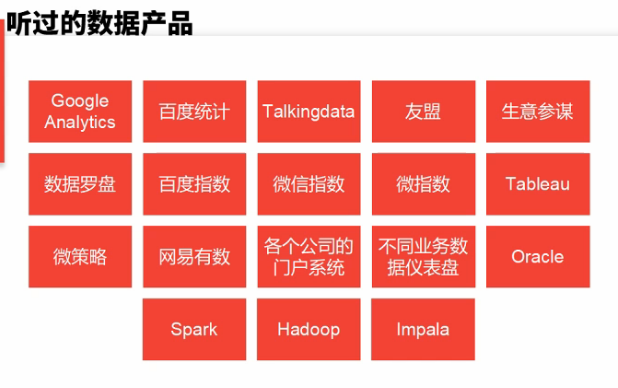 听过的数据产品
Google
Analytics
百度统计
Talkingdata
友盟
生意参谋
数据罗盘
百度指数
微信指数
微指数
Tableau
微策略
网易有数
各个公司的
门户系统
不同业务数
据仪表盘
Oracle
Spark
Hadoop
Impala